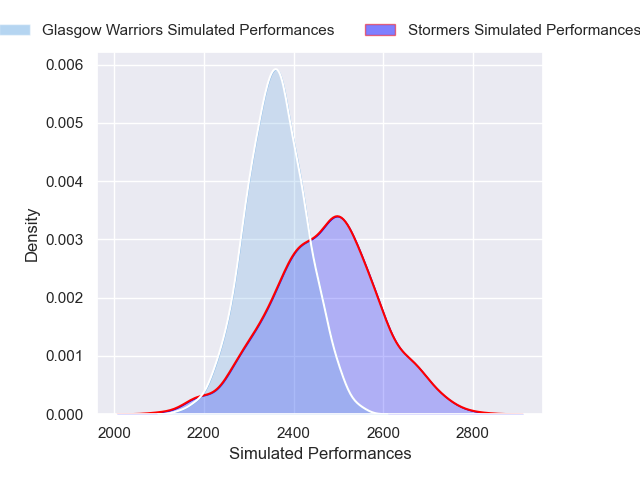 Glasgow Warriors Simulated Performances Stormers Simulated Performances
0.006
0.005
0.004
0.003
0.002
0.001
0.000
Density
2000 2200 2400 2600 2800
Simulated Performances